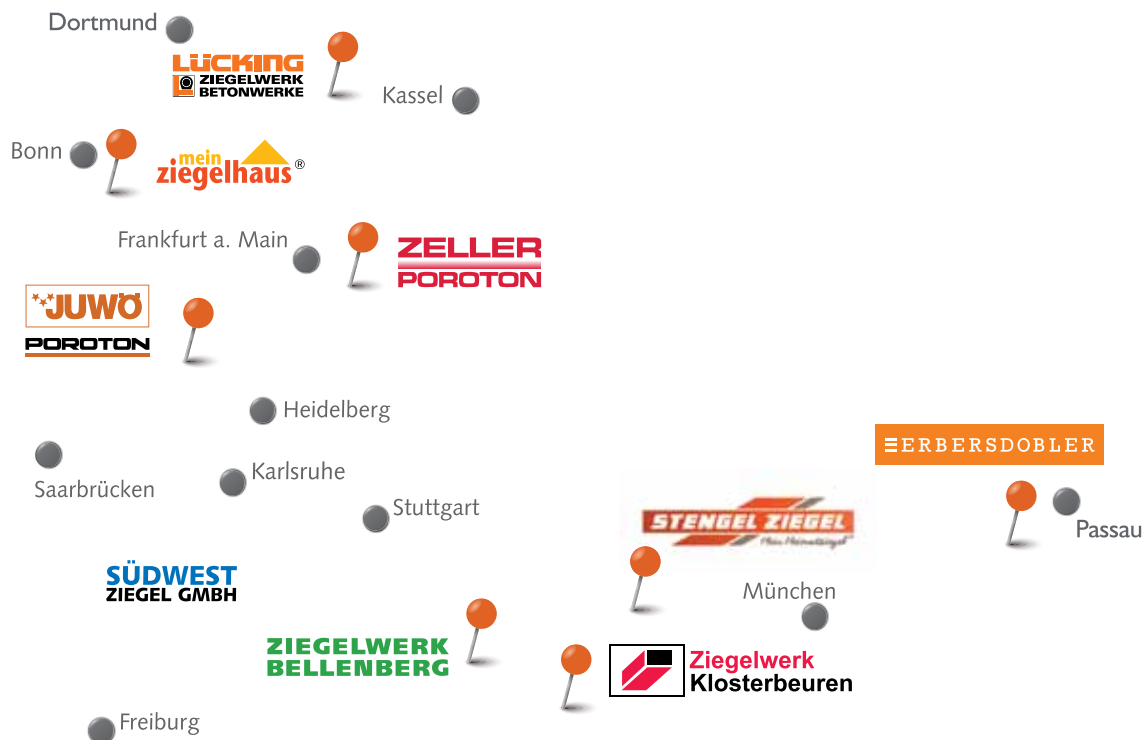 Dortmund
LÜCKING
ZIEGELWERK
BETONWERKE
Kassel
Bonn
mein
ziegelhaus®
Frankfurt a. Main
ZELLER
POROTON
JUWÖ
POROTON
Heidelberg
ERBERSDOBLER
Saarbrücken
Karlsruhe
Stuttgart
STENGEL ZIEGEL
Passau
SÜDWEST
ZIEGEL GMBH
München
ZIEGELWERK
BELLENBERG
Ziegelwerk
Klosterbeuren
Freiburg